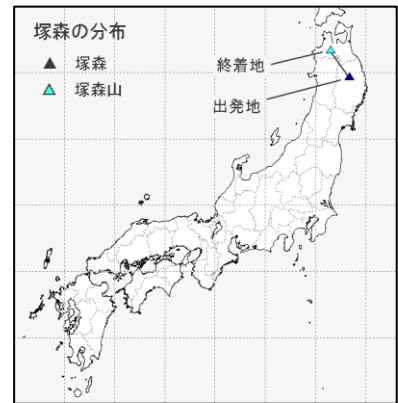 塚森の分布
▲ 塚森
▲ 塚森山
終着地
出発地